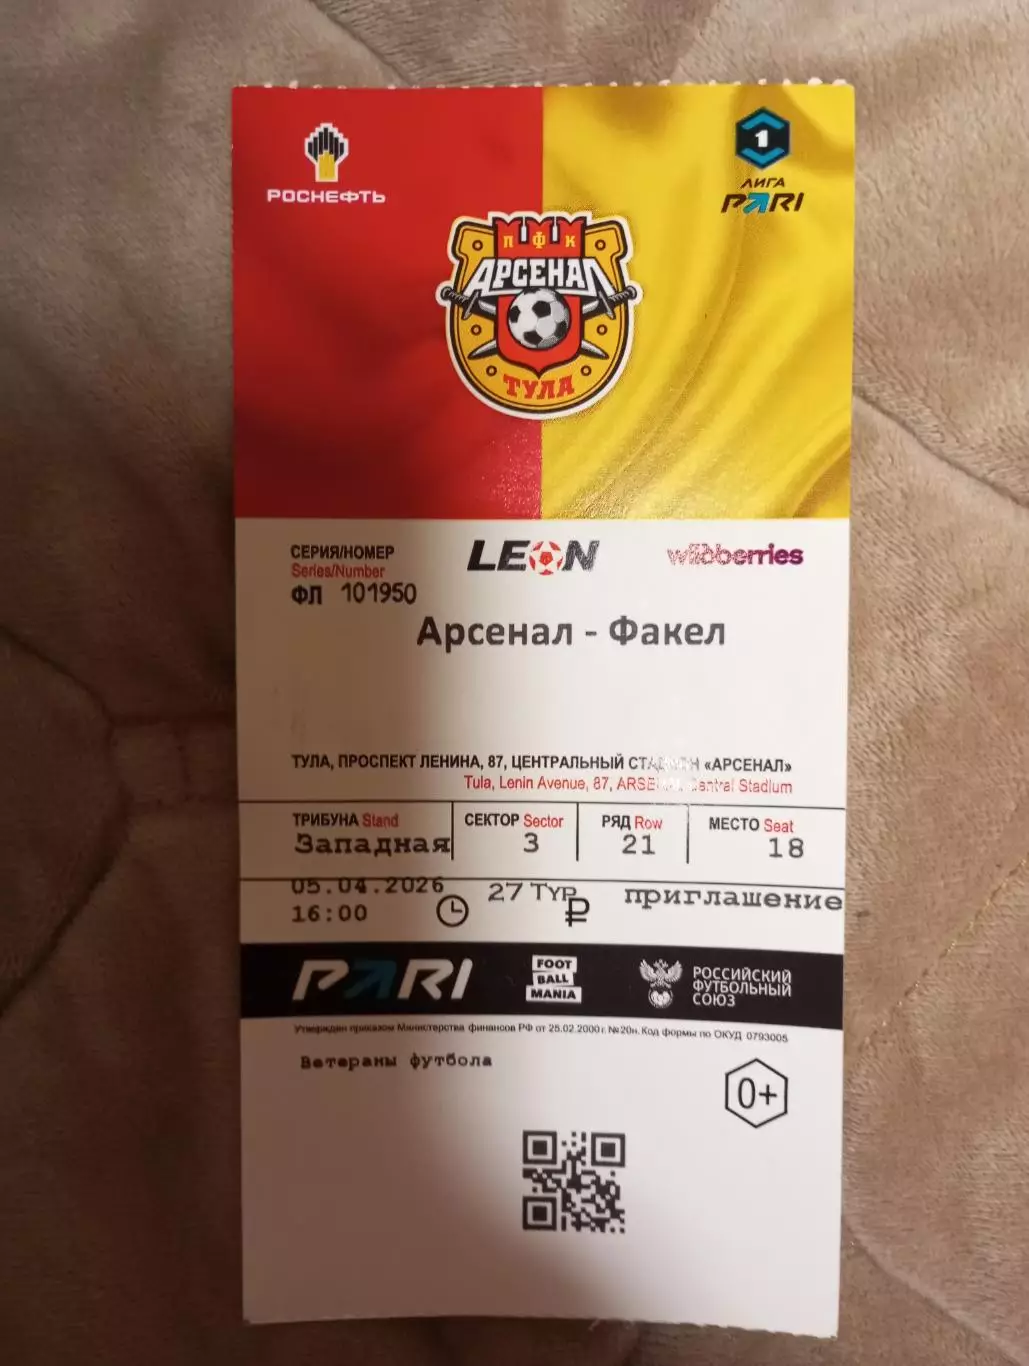 РОСНЕФТЬ
1
ЛИГА
PARI
ПФК
АРСЕНАЛ
ТУЛА
СЕРИЯ/НОМЕР
Series/Number
ФЛ 101950
LEON
wildberries
Арсенал - Факел
ТУЛА, ПРОСПЕКТ ЛЕНИНА, 87, ЦЕНТРАЛЬНЫЙ СТАДИОН «АРСЕНАЛ»
Tula, Lenin Avenue, 87, ARSENAL Central Stadium
ТРИБУНА Stand СЕКТОР Sector РЯД Row МЕСТО Seat
Западная 3 21 18
05.04.2026 27 ТУР ₽ приглашение
16:00
PARI
FOOT
BALL
MANIA
РОССИЙСКИЙ
ФУТБОЛЬНЫЙ
СОЮЗ
Утвержден приказом Министерства финансов РФ от 25.02.2000 г. №20н. Код формы по ОКУД 0793005
Ветераны футбола
0+